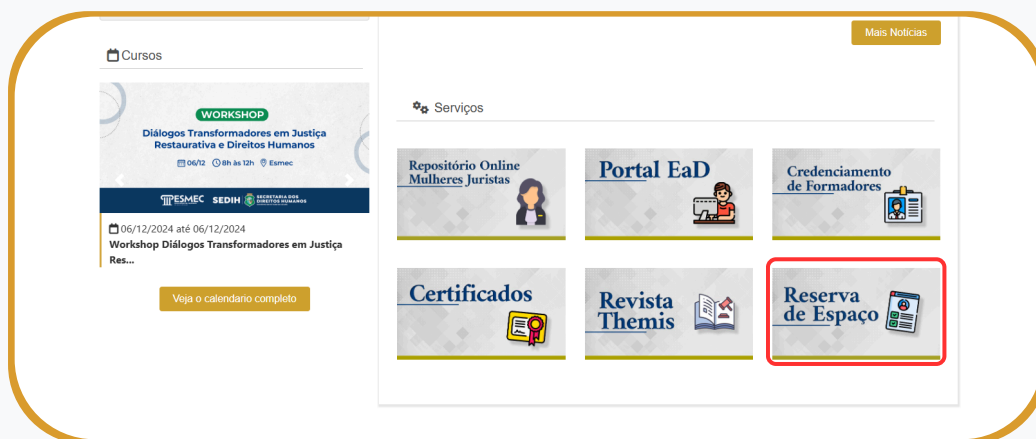 Mais Notícias
Cursos
WORKSHOP
Diálogos Transformadores em Justiça
Restaurativa e Direitos Humanos
06/12 8h às 12h Esmec
ESMEC SEDIH SECRETARIA DOS
DIREITOS HUMANOS
06/12/2024 até 06/12/2024
Workshop Diálogos Transformadores em Justiça
Res...
Veja o calendario completo
Serviços
Repositório Online
Mulheres Juristas
Portal EaD
Credenciamento
de Formadores
Certificados
Revista
Themis
Reserva
de Espaço